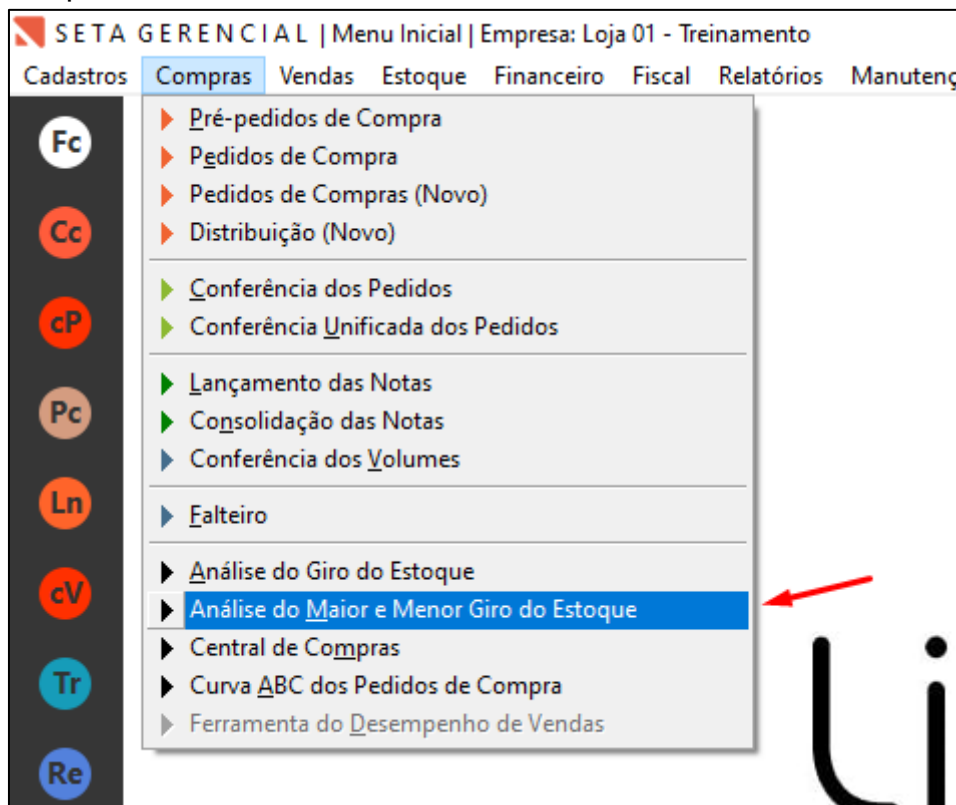 SETA GERENCIAL | Menu Inicial | Empresa: Loja 01 - Treinamento
Cadastros Compras Vendas Estoque Financeiro Fiscal Relatórios Manutenç
Fc
Cc
cP
Pc
Ln
cV
Tr
Re
Pré-pedidos de Compra
Pedidos de Compra
Pedidos de Compras (Novo)
Distribuição (Novo)
Conferência dos Pedidos
Conferência Unificada dos Pedidos
Lançamento das Notas
Consolidação das Notas
Conferência dos Volumes
Falteiro
Análise do Giro do Estoque
Análise do Maior e Menor Giro do Estoque
Central de Compras
Curva ABC dos Pedidos de Compra
Ferramenta do Desempenho de Vendas
Li